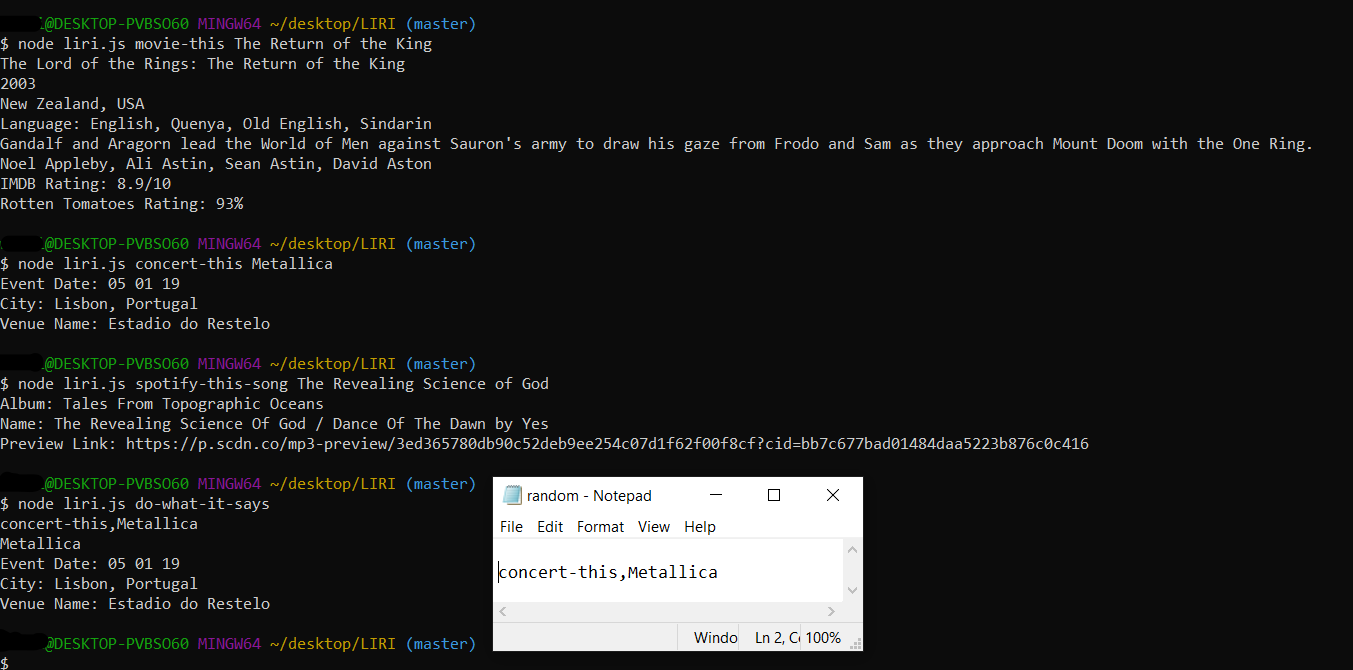 @DESKTOP-PVBSO60 MINGW64 ~/desktop/LIRI (master)
$ node liri.js movie-this The Return of the King
The Lord of the Rings: The Return of the King
2003
New Zealand, USA
Language: English, Quenya, Old English, Sindarin
Gandalf and Aragorn lead the World of Men against Sauron's army to draw his gaze from Frodo and Sam as they approach Mount Doom with the One Ring.
Noel Appleby, Ali Astin, Sean Astin, David Aston
IMDB Rating: 8.9/10
Rotten Tomatoes Rating: 93%
@DESKTOP-PVBSO60 MINGW64 ~/desktop/LIRI (master)
$ node liri.js concert-this Metallica
Event Date: 05 01 19
City: Lisbon, Portugal
Venue Name: Estadio do Restelo
@DESKTOP-PVBSO60 MINGW64 ~/desktop/LIRI (master)
$ node liri.js spotify-this-song The Revealing Science of God
Album: Tales From Topographic Oceans
Name: The Revealing Science Of God / Dance Of The Dawn by Yes
Preview Link: https://p.scdn.co/mp3-preview/3ed365780db90c52deb9ee254c07d1f62f00f8cf?cid=bb7c677bad01484daa5223b876c0c416
@DESKTOP-PVBSO60 MINGW64 ~/desktop/LIRI (master)
$ node liri.js do-what-it-says
concert-this,Metallica
Metallica
Event Date: 05 01 19
City: Lisbon, Portugal
Venue Name: Estadio do Restelo
@DESKTOP-PVBSO60 MINGW64 ~/desktop/LIRI (master)
$
random - Notepad
File Edit Format View Help
concert-this,Metallica
Windo Ln 2, C 100%